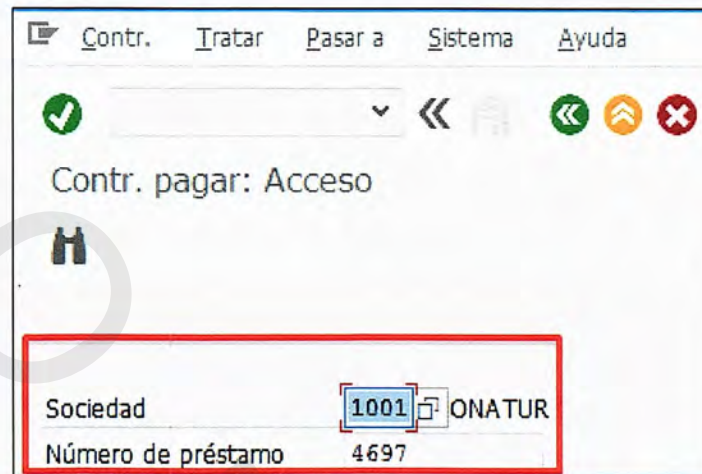 Contr. Tratar Pasar a Sistema Ayuda
Contr. pagar: Acceso
Sociedad 1001 ONATUR
Número de préstamo 4697